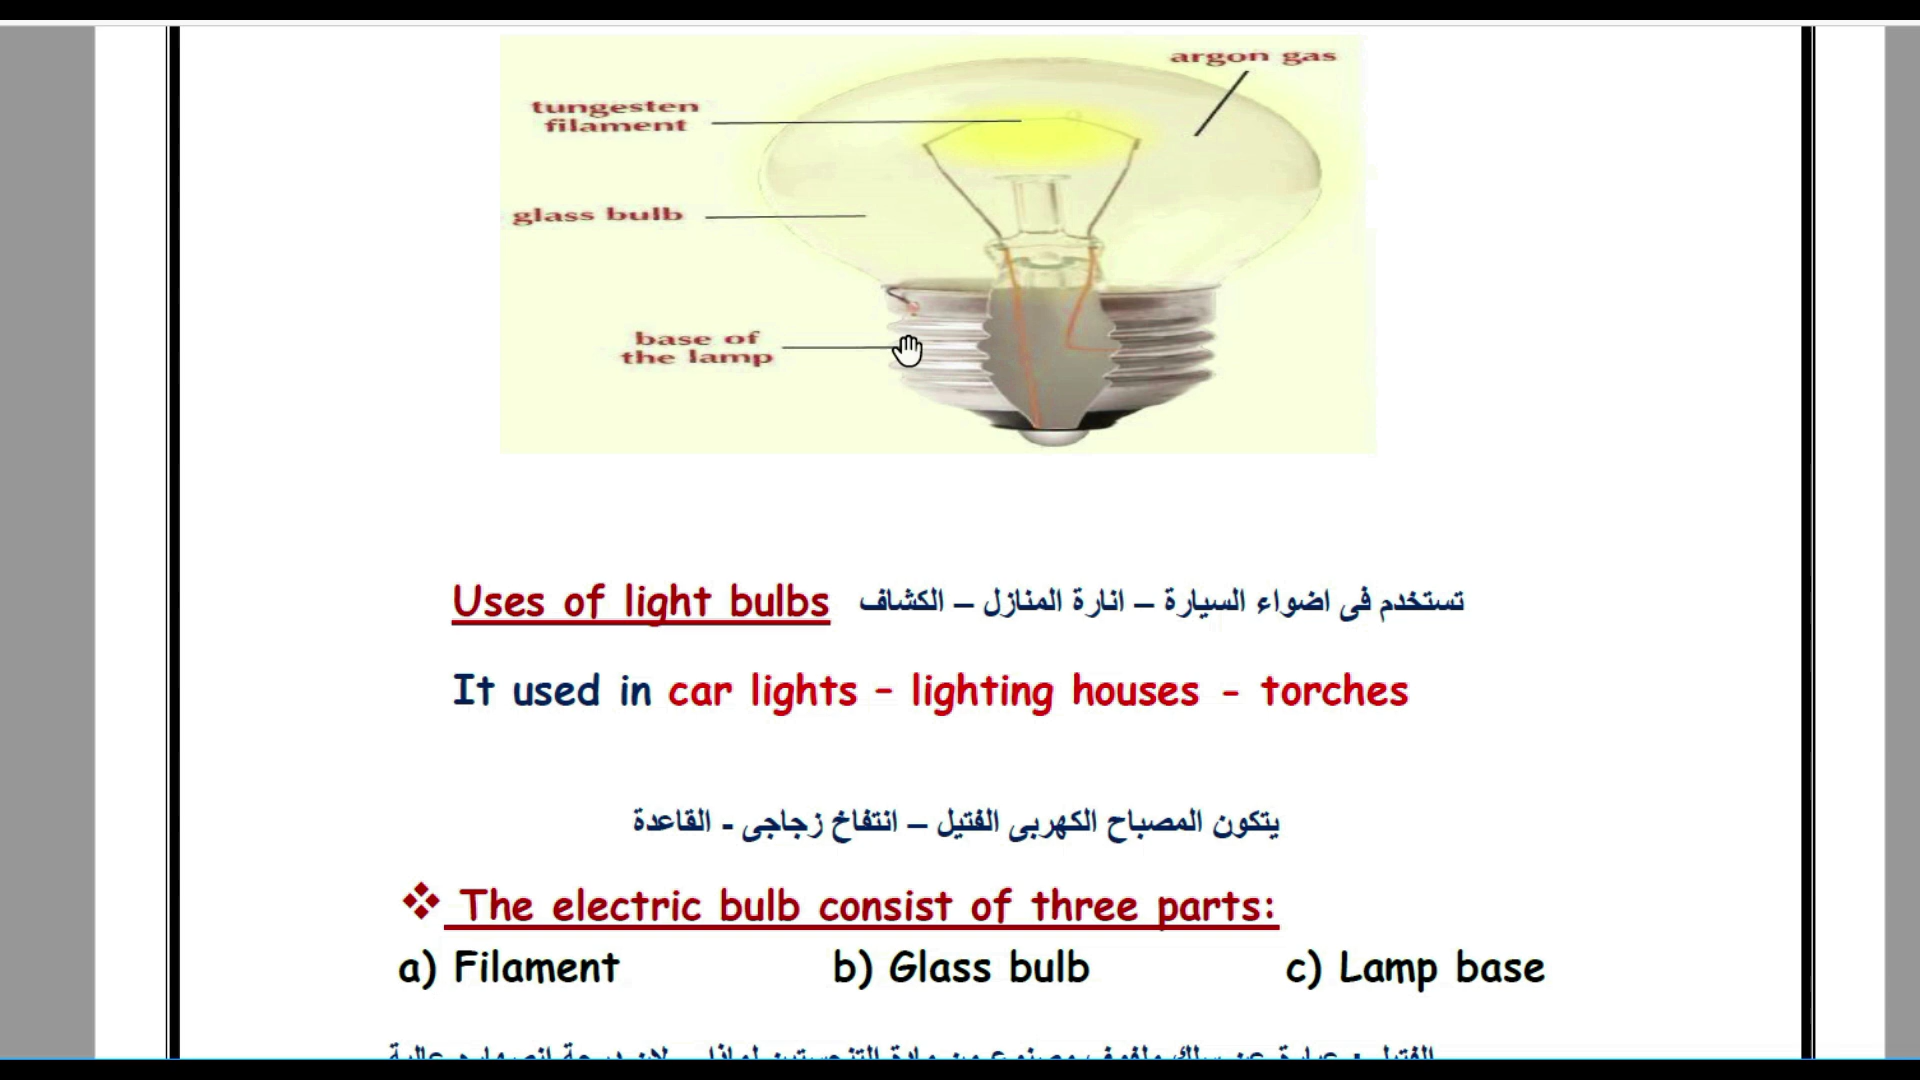 argon gas
tungesten
filament
glass bulb
base of
the lamp
Uses of light bulbs تستخدم فى اضواء السيارة – انارة المنازل – الكشاف
It used in car lights – lighting houses - torches
يتكون المصباح الكهربى الفتيل – انتفاخ زجاجى - القاعدة
❖ The electric bulb consist of three parts:
a) Filament b) Glass bulb c) Lamp base